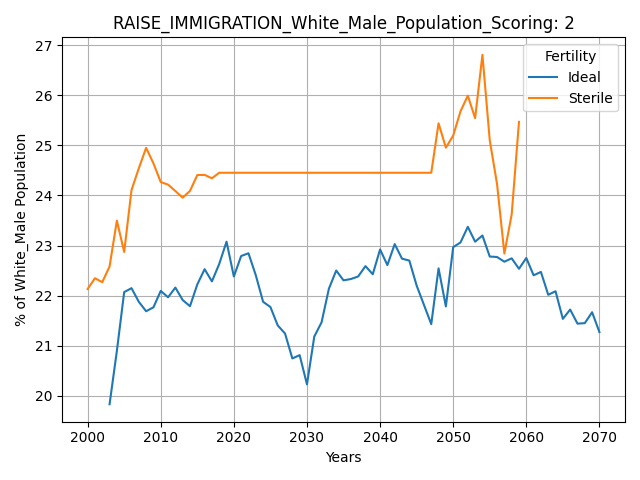 RAISE_IMMIGRATION_White_Male_Population_Scoring: 2
27
26
25
24
23
22
21
20
% of White_Male Population
Fertility
Ideal
Sterile
2000 2010 2020 2030 2040 2050 2060 2070
Years